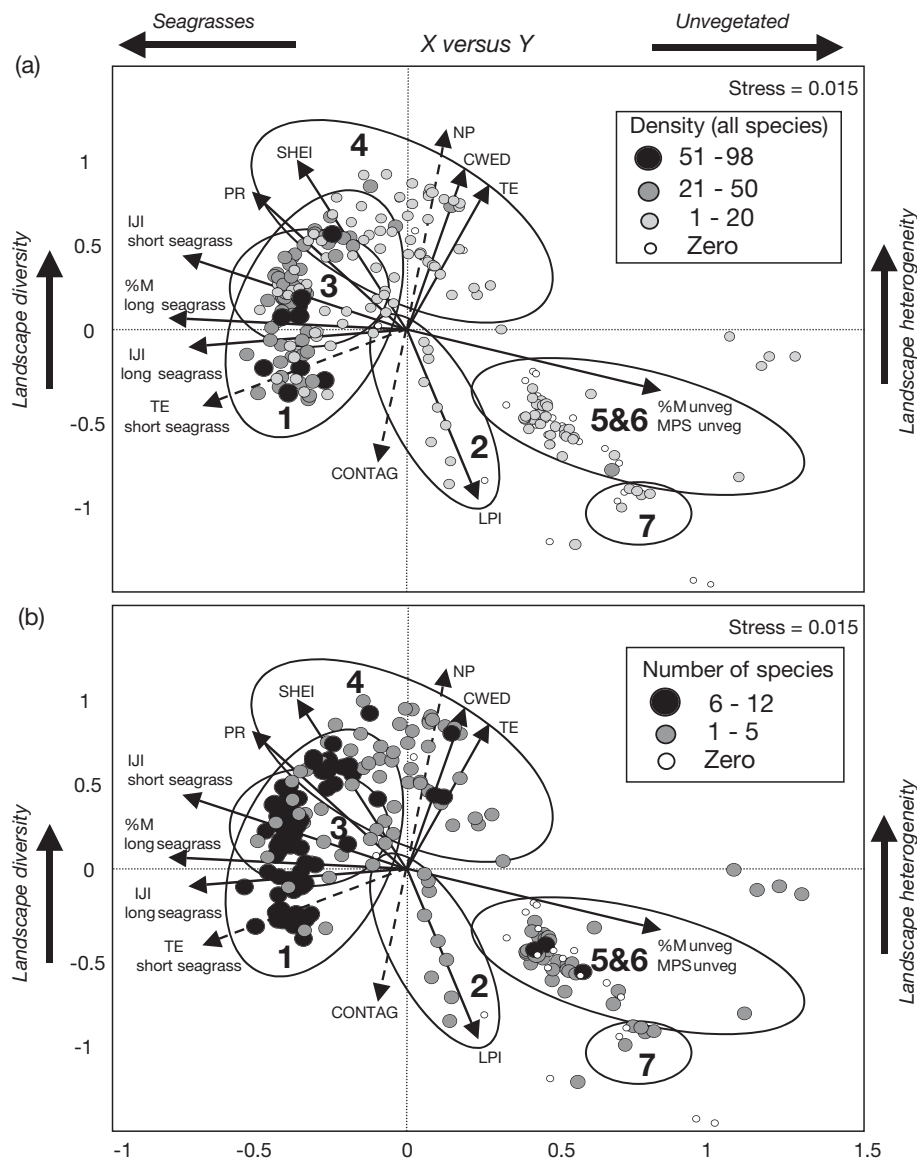 Seagrasses
X versus Y
Unvegetated
(a)
Stress = 0.015
Density (all species)
51 - 98
21 - 50
1 - 20
Zero
4
NP
SHEI
CWED
TE
PR
IJI
short seagrass
%M
long seagrass
IJI
long seagrass
TE
short seagrass
3
1
2
CONTAG
LPI
5&6
%M unveg
MPS unveg
7
1
0.5
0
-0.5
-1
Landscape diversity
Landscape heterogeneity
(b)
Stress = 0.015
Number of species
6 - 12
1 - 5
Zero
4
NP
SHEI
CWED
TE
PR
IJI
short seagrass
%M
long seagrass
IJI
long seagrass
TE
short seagrass
3
1
2
CONTAG
LPI
5&6
%M unveg
MPS unveg
7
1
0.5
0
-0.5
-1
Landscape diversity
Landscape heterogeneity
-1 -0.5 0 0.5 1 1.5